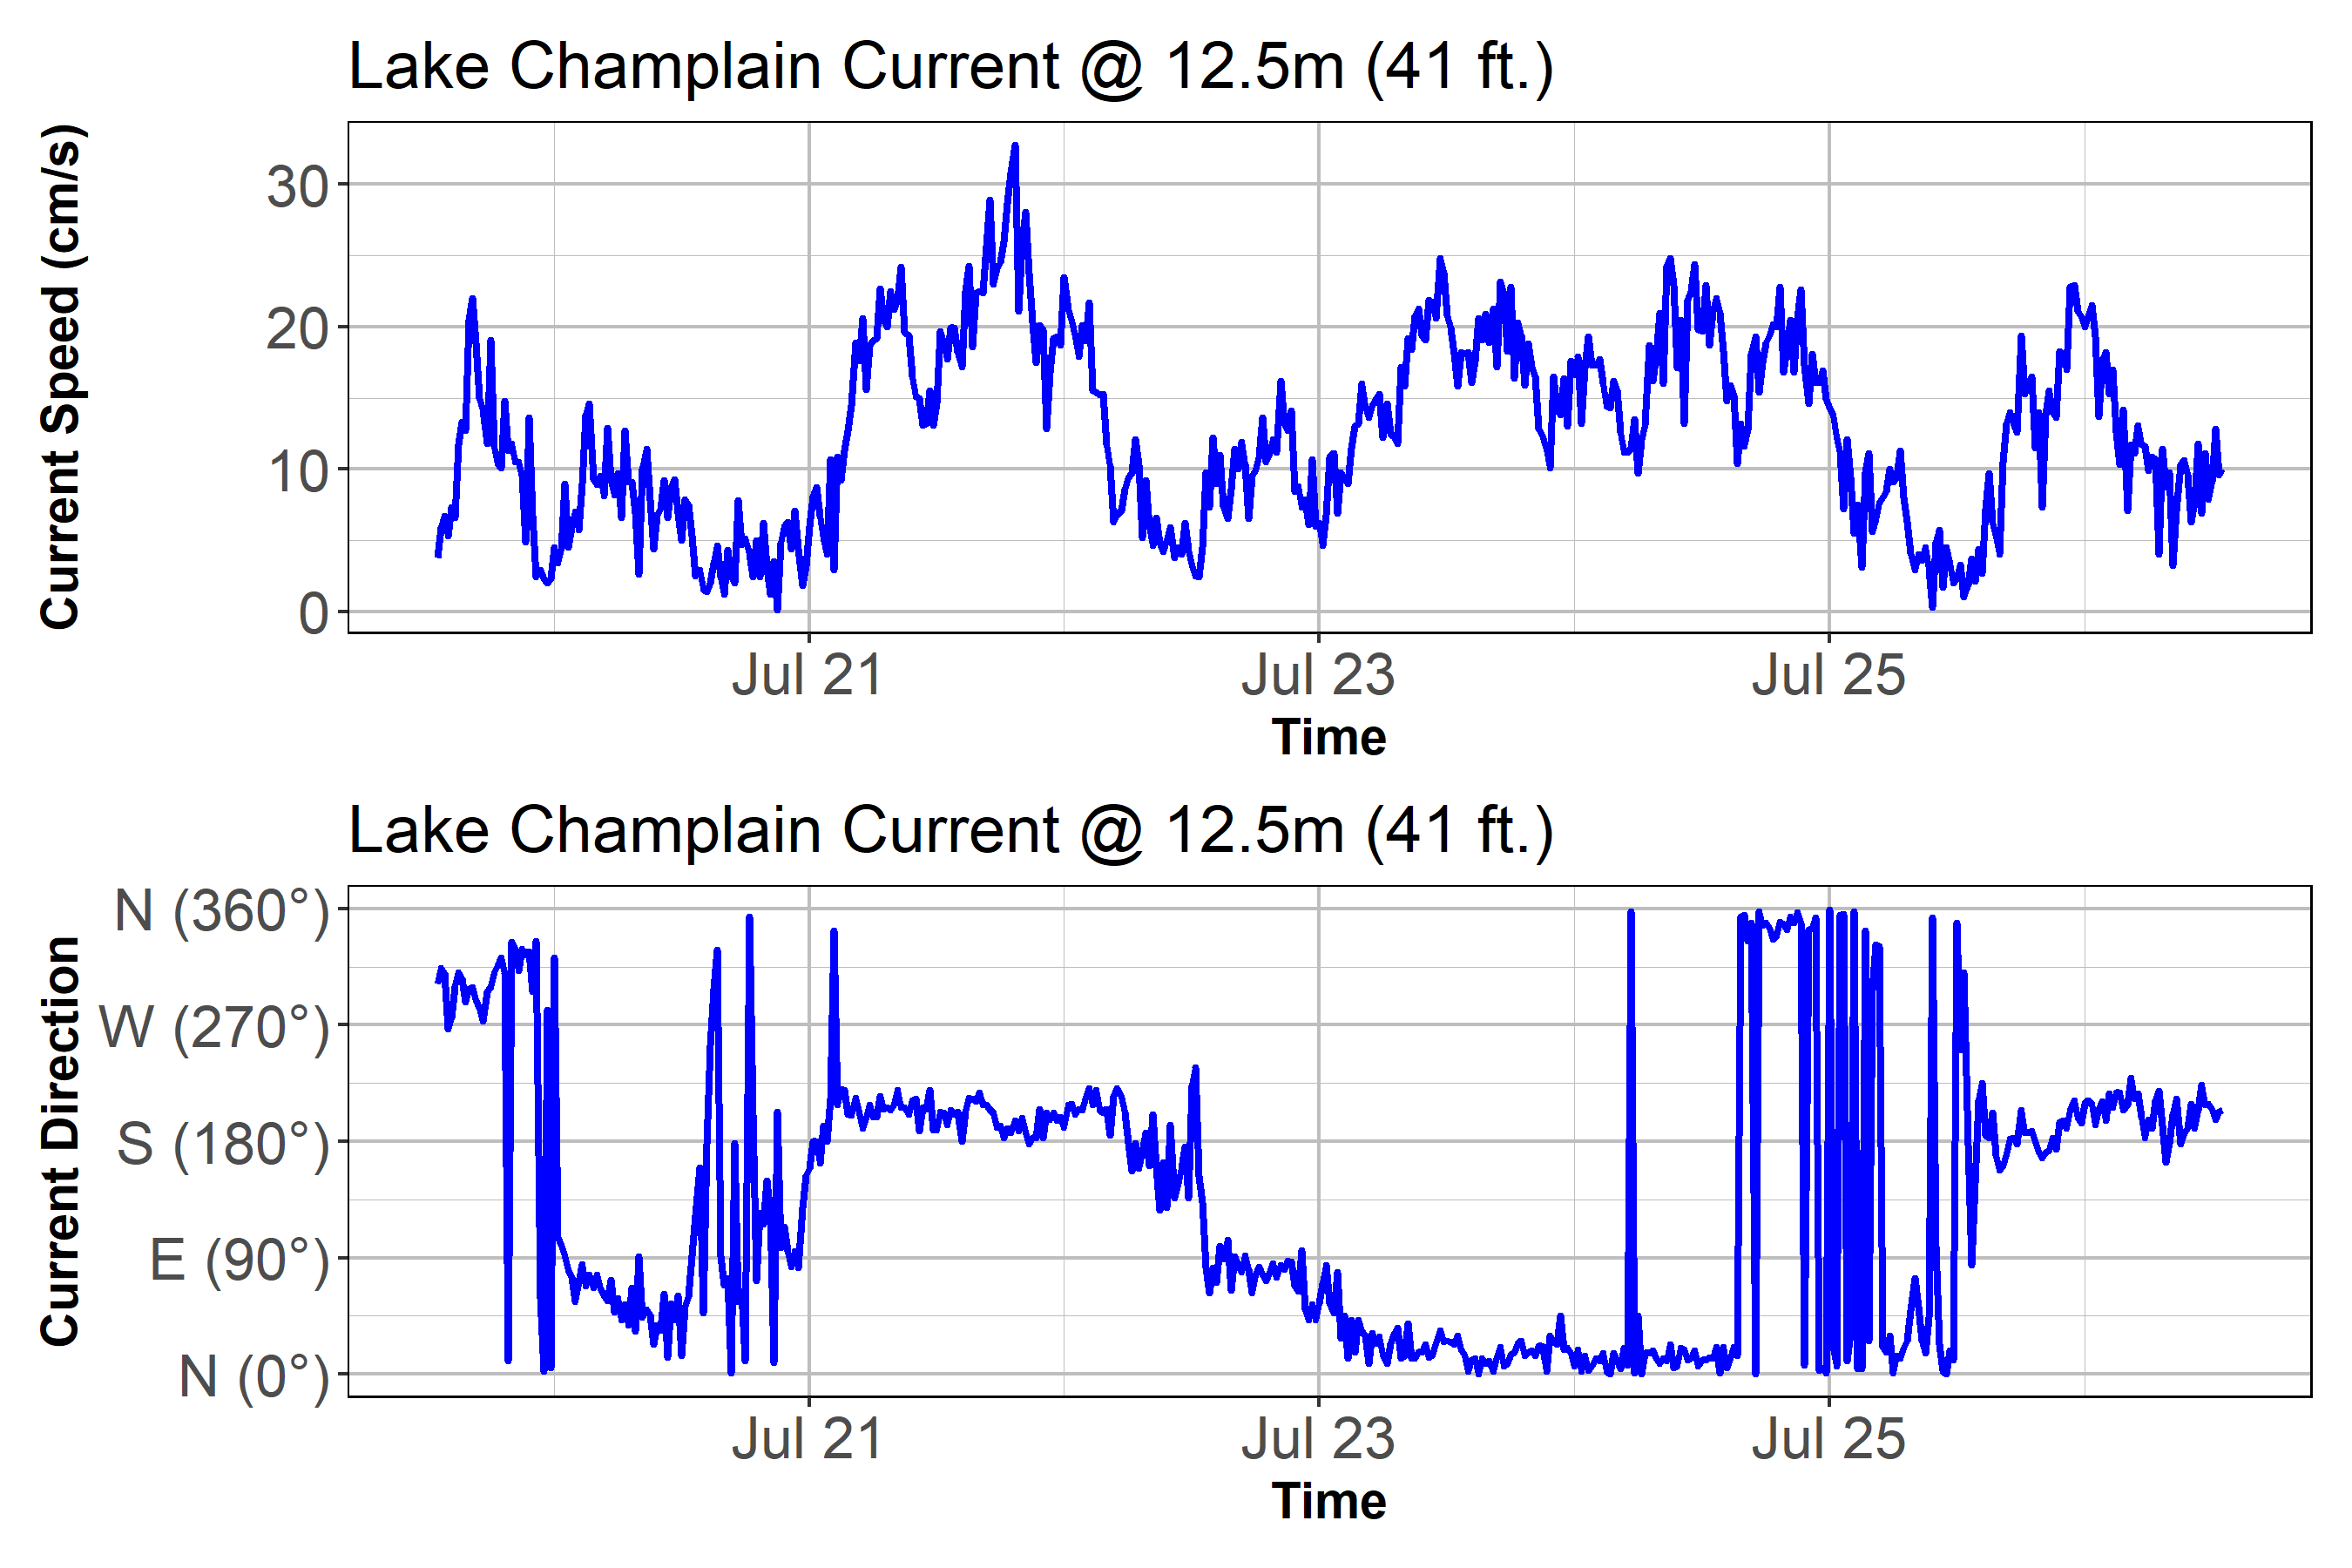 Lake Champlain Current @ 12.5m (41 ft.)
Current Speed (cm/s)
30
20
10
0
Jul 21 Jul 23 Jul 25
Time
Lake Champlain Current @ 12.5m (41 ft.)
Current Direction
N (360°)
W (270°)
S (180°)
E (90°)
N (0°)
Jul 21 Jul 23 Jul 25
Time